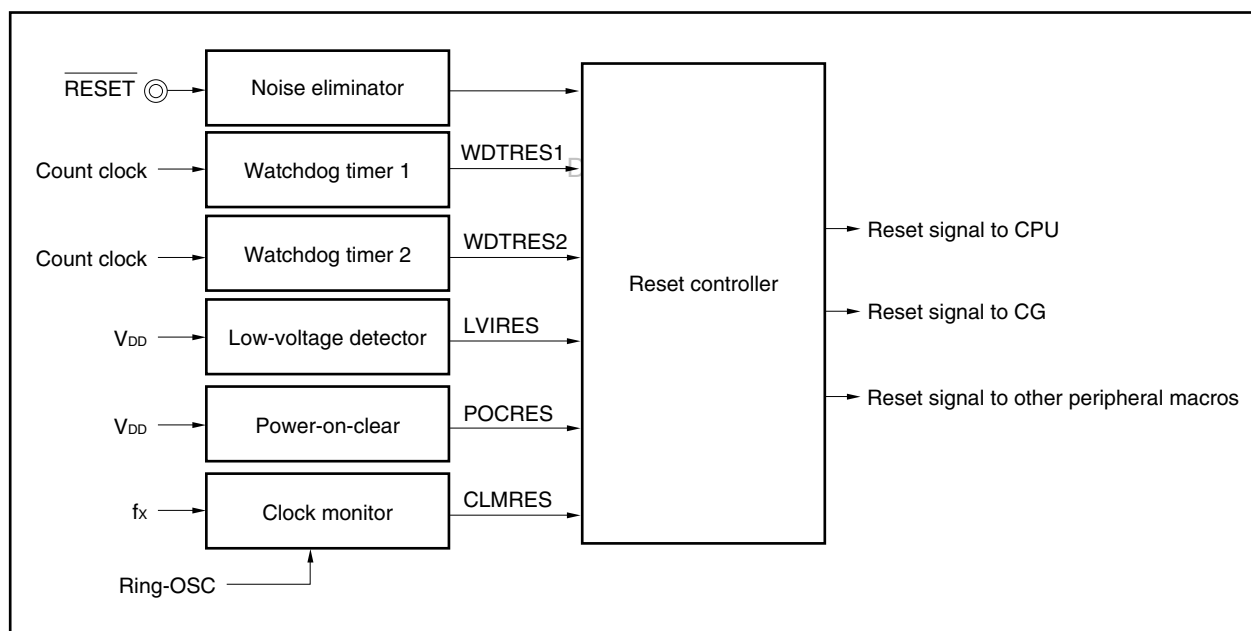 RESET
Noise eliminator
Count clock
Watchdog timer 1
WDTRES1
D
Count clock
Watchdog timer 2
WDTRES2
Reset controller
Reset signal to CPU
VDD
Low-voltage detector
LVIRES
Reset signal to CG
VDD
Power-on-clear
POCRES
Reset signal to other peripheral macros
fx
Clock monitor
CLMRES
Ring-OSC